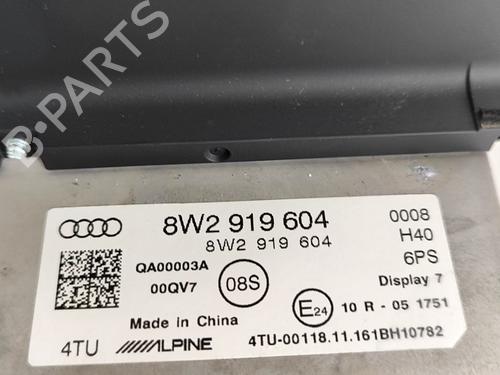 B-PARTS
8W2 919 604
8W2 919 604
0008
H40
6PS
QA00003A
00QV7
08S
Display 7
E24
10 R - 05 1751
Made in China
4TU
ALPINE
4TU-00118.11.161BH10782